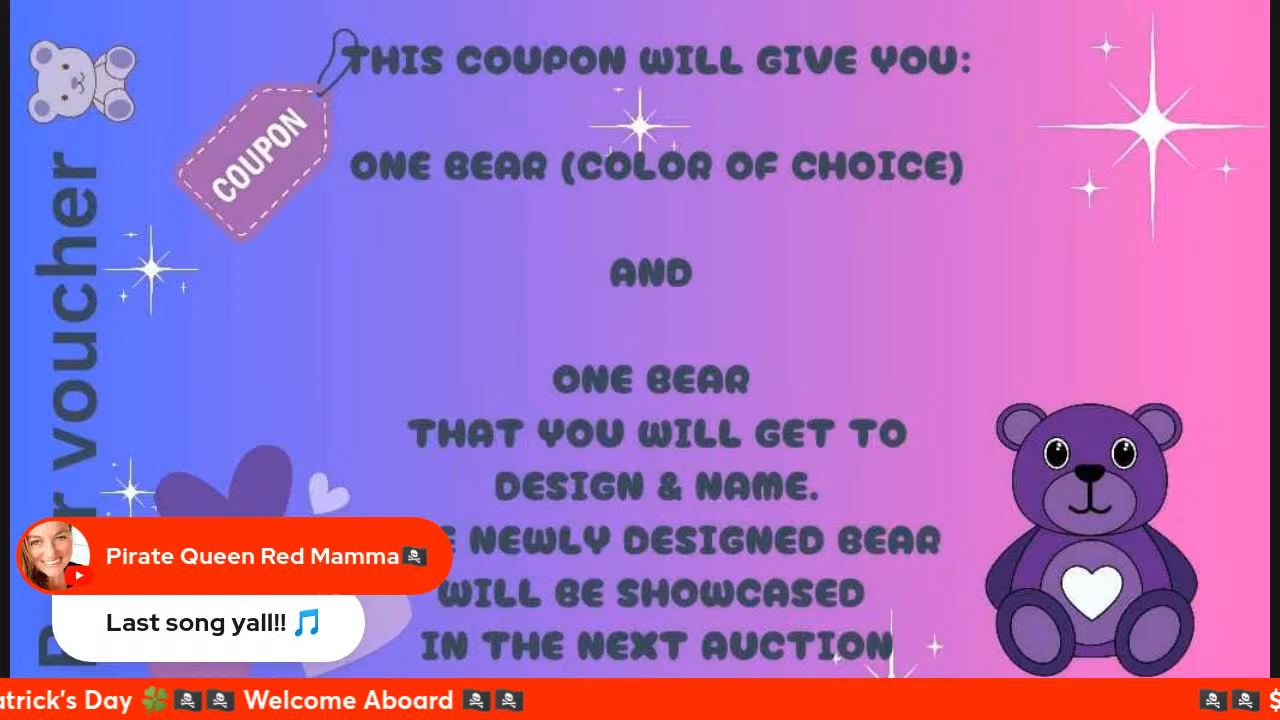 THIS COUPON WILL GIVE YOU:
COUPON
ONE BEAR (COLOR OF CHOICE)
AND
ONE BEAR
THAT YOU WILL GET TO
DESIGN & NAME.
NEWLY DESIGNED BEAR
WILL BE SHOWCASED
IN THE NEXT AUCTION
voucher
Pirate Queen Red Mamma🏴‍☠️
Last song yall!! 🎵
atrick's Day 🍀🏴‍☠️🏴‍☠️ Welcome Aboard 🏴‍☠️🏴‍☠️ 🏴‍☠️🏴‍☠️ $